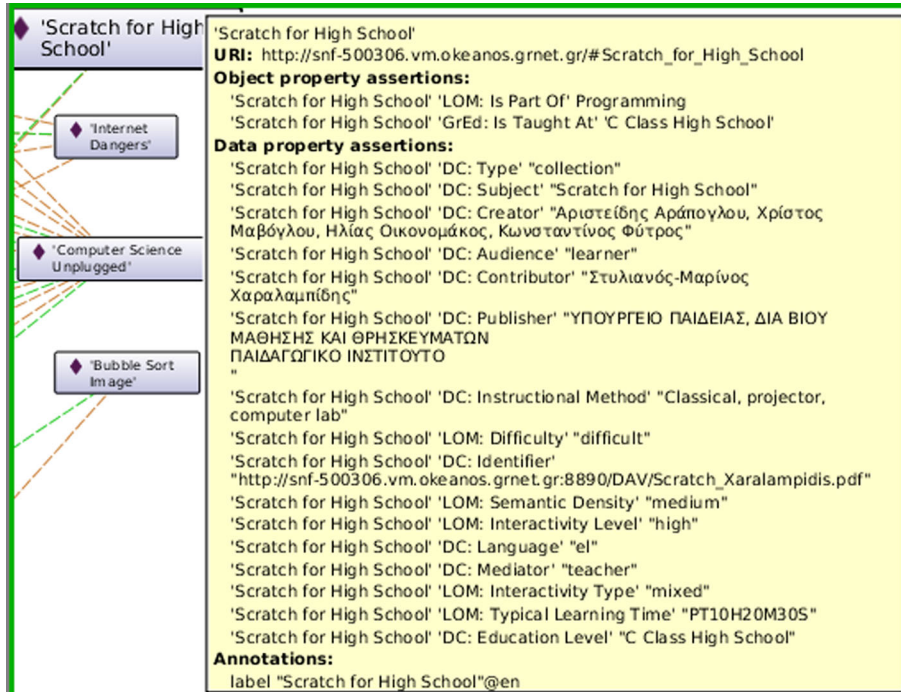 'Scratch for High
School'
'Internet
Dangers'
'Computer Science
Unplugged'
'Bubble Sort
Image'
'Scratch for High School'
URI: http://snf-500306.vm.okeanos.grnet.gr/#Scratch_for_High_School
Object property assertions:
'Scratch for High School' 'LOM: Is Part Of' Programming
'Scratch for High School' 'GrEd: Is Taught At' 'C Class High School'
Data property assertions:
'Scratch for High School' 'DC: Type' "collection"
'Scratch for High School' 'DC: Subject' "Scratch for High School"
'Scratch for High School' 'DC: Creator' "Αριστείδης Αράπογλου, Χρίστος
Μαβόγλου, Ηλίας Οικονομάκος, Κωνσταντίνος Φύτρος"
'Scratch for High School' 'DC: Audience' "learner"
'Scratch for High School' 'DC: Contributor' "Στυλιανός-Μαρίνος
Χαραλαμπίδης"
'Scratch for High School' 'DC: Publisher' "ΥΠΟΥΡΓΕΙΟ ΠΑΙΔΕΙΑΣ, ΔΙΑ ΒΙΟΥ
ΜΑΘΗΣΗΣ ΚΑΙ ΘΡΗΣΚΕΥΜΑΤΩΝ
ΠΑΙΔΑΓΩΓΙΚΟ ΙΝΣΤΙΤΟΥΤΟ
"
'Scratch for High School' 'DC: Instructional Method' "Classical, projector,
computer lab"
'Scratch for High School' 'LOM: Difficulty' "difficult"
'Scratch for High School' 'DC: Identifier'
"http://snf-500306.vm.okeanos.grnet.gr:8890/DAV/Scratch_Xaralampidis.pdf"
'Scratch for High School' 'LOM: Semantic Density' "medium"
'Scratch for High School' 'LOM: Interactivity Level' "high"
'Scratch for High School' 'DC: Language' "el"
'Scratch for High School' 'DC: Mediator' "teacher"
'Scratch for High School' 'LOM: Interactivity Type' "mixed"
'Scratch for High School' 'LOM: Typical Learning Time' "PT10H20M30S"
'Scratch for High School' 'DC: Education Level' "C Class High School"
Annotations:
label "Scratch for High School"@en